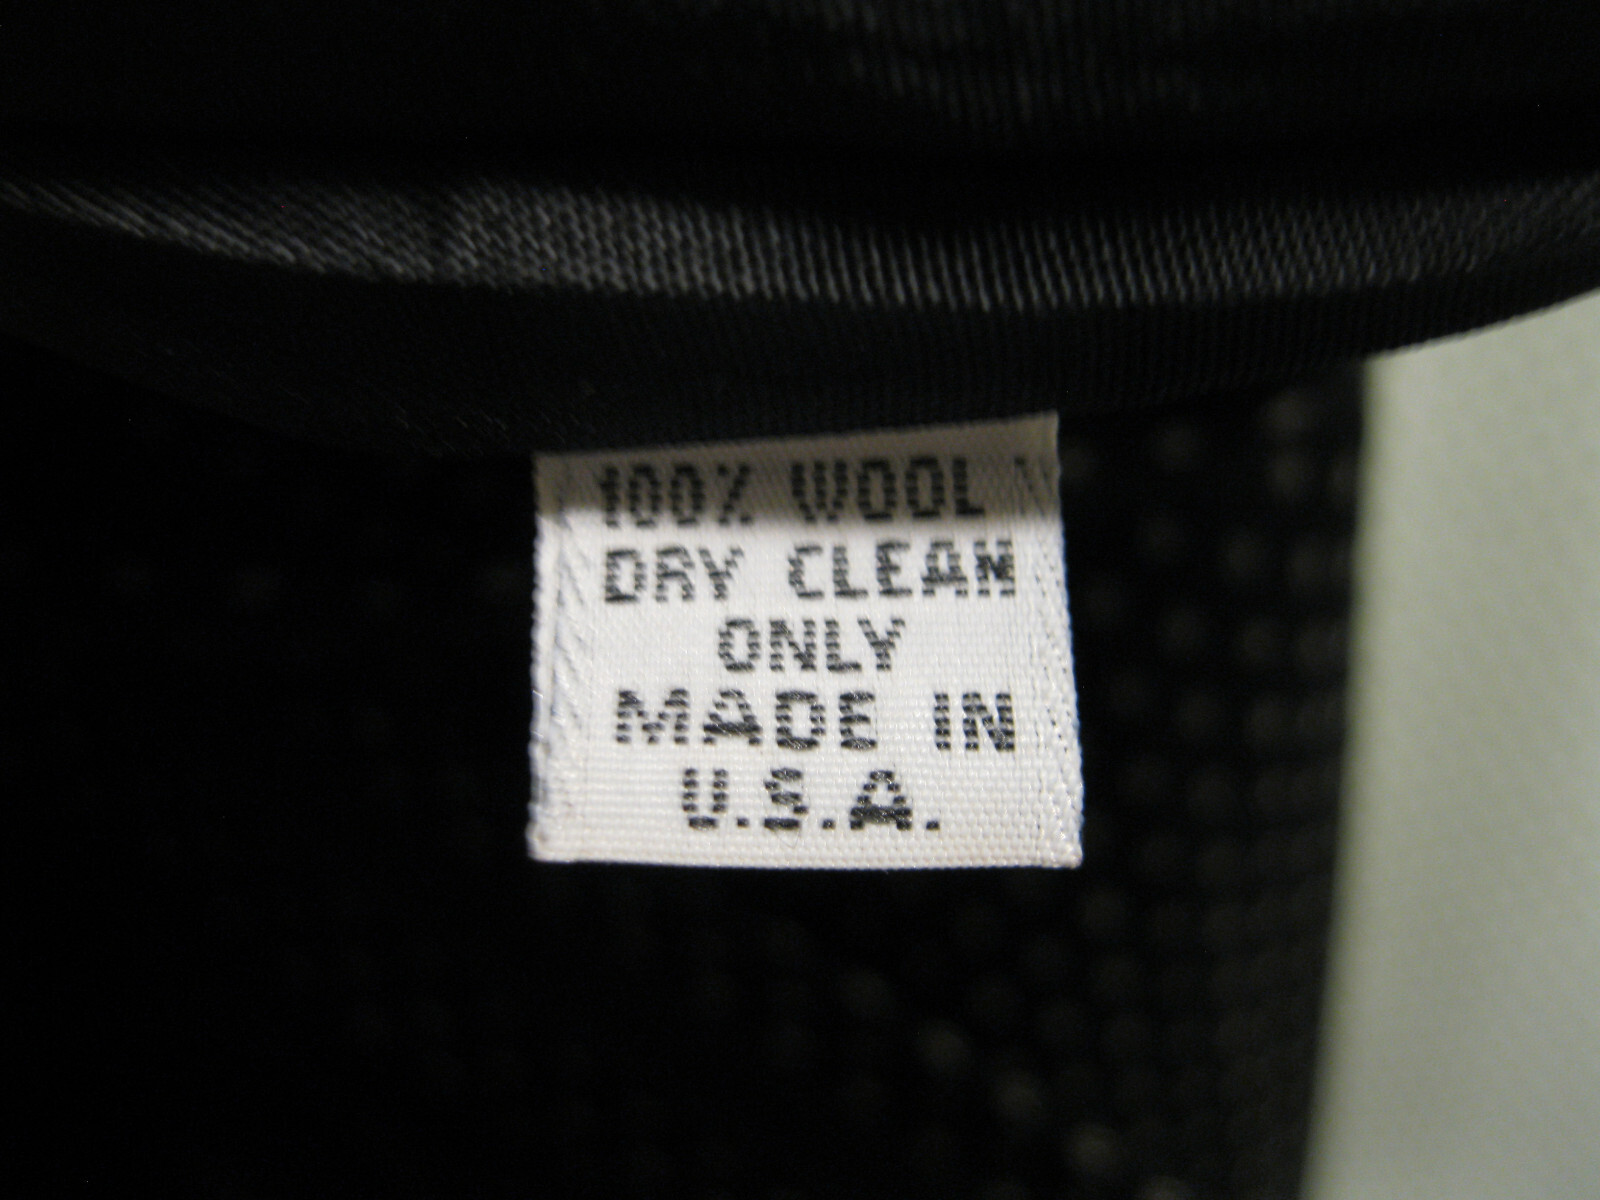 100% WOOL
DRY CLEAN
ONLY
MADE IN
U.S.A.